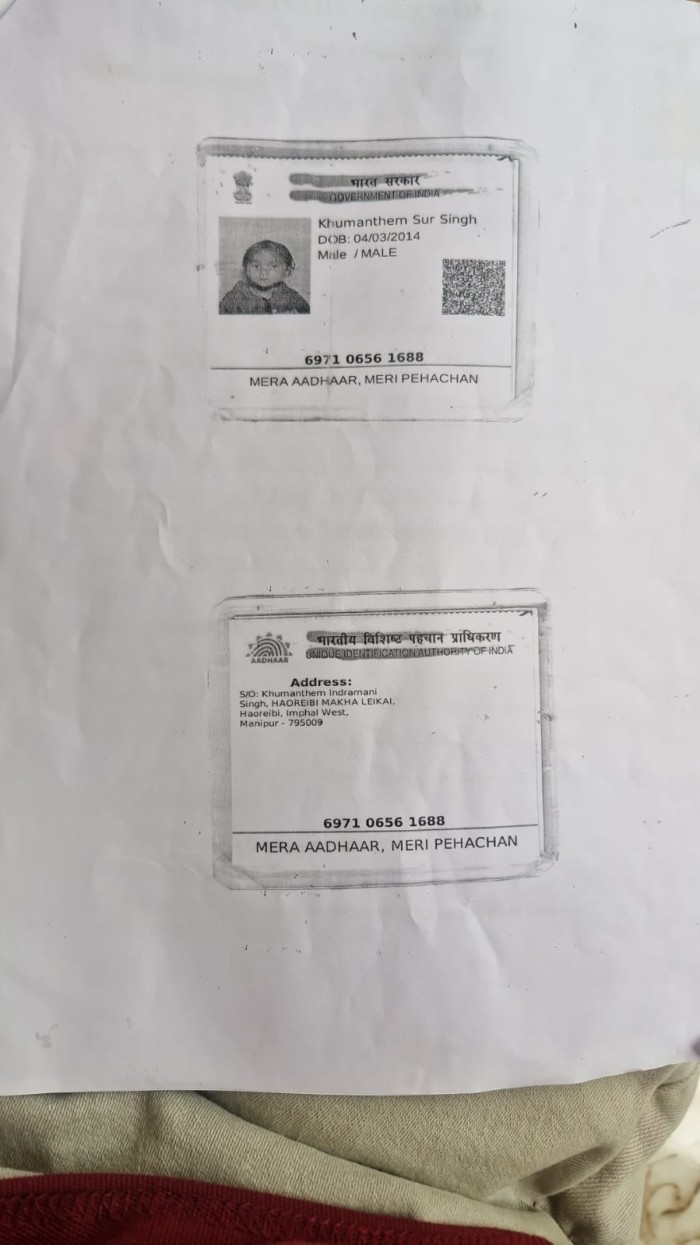 भारत सरकार
GOVERNMENT OF INDIA
Khumanthem Sur Singh
DOB: 04/03/2014
Male / MALE
6971 0656 1688
MERA AADHAAR, MERI PEHACHAN
भारतीय विशिष्ट पहचान प्राधिकरण
AADHAAR
UNIQUE IDENTIFICATION AUTHORITY OF INDIA
Address:
S/O: Khumanthem Indramani
Singh, HAOREIBI MAKHA LEIKAI,
Haoreibi, Imphal West,
Manipur - 795009
6971 0656 1688
MERA AADHAAR, MERI PEHACHAN